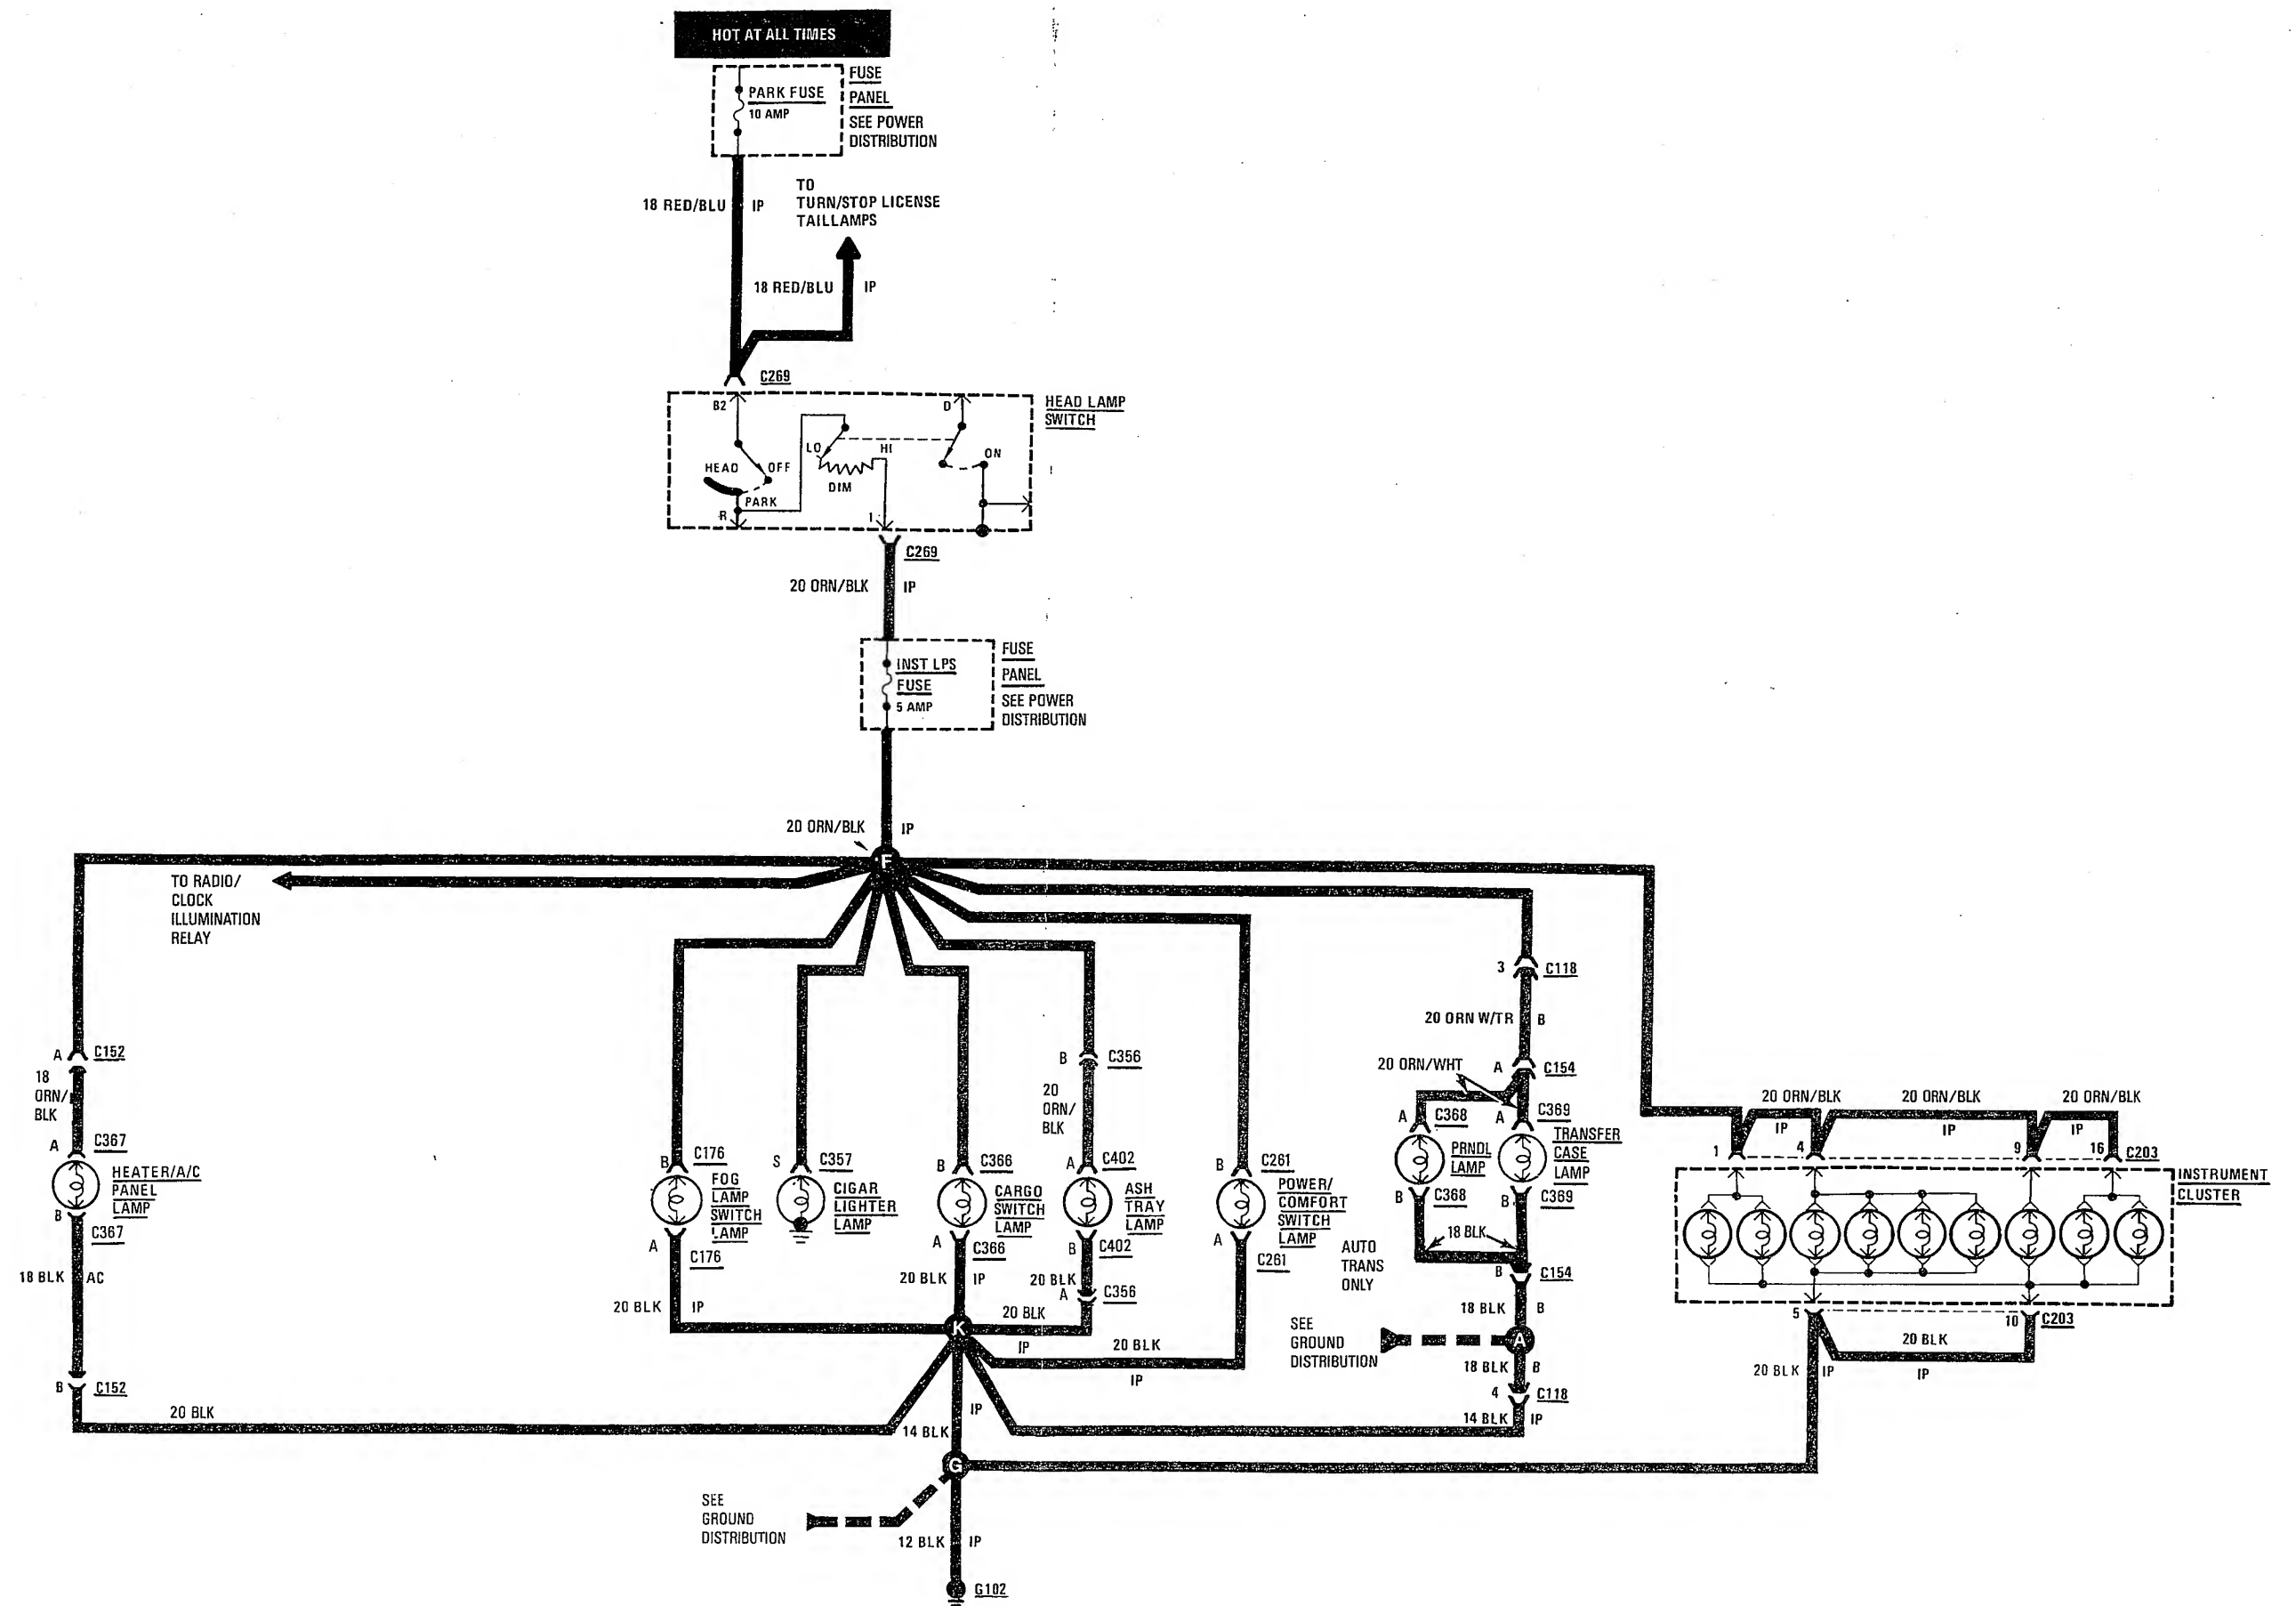 HOT AT ALL TIMES
PARK FUSE
10 AMP
FUSE
PANEL
SEE POWER
DISTRIBUTION
18 RED/BLU
IP
TO
TURN/STOP LICENSE
TAILLAMPS
18 RED/BLU
IP
C269
B2
D
HEAD LAMP
SWITCH
HEAD
OFF
LO
HI
ON
DIM
PARK
R
1
C269
20 ORN/BLK
IP
INST LPS
FUSE
5 AMP
FUSE
PANEL
SEE POWER
DISTRIBUTION
20 ORN/BLK
IP
F
TO RADIO/
CLOCK
ILLUMINATION
RELAY
3
C118
20 ORN W/TR
B
A
C152
18
ORN/
BLK
B
C356
20
ORN/
BLK
20 ORN/WHT
A
C154
A
C368
A
C369
20 ORN/BLK
IP
20 ORN/BLK
IP
20 ORN/BLK
IP
1
4
9
16
C203
A
C367
HEATER/A/C
PANEL
LAMP
B
C367
B
C176
FOG
LAMP
SWITCH
LAMP
A
C176
S
C357
CIGAR
LIGHTER
LAMP
B
C366
CARGO
SWITCH
LAMP
A
C366
A
C402
ASH
TRAY
LAMP
B
C402
B
C261
POWER/
COMFORT
SWITCH
LAMP
A
C261
PRNDL
LAMP
TRANSFER
CASE
LAMP
B
C368
B
C369
INSTRUMENT
CLUSTER
18 BLK
AUTO
TRANS
ONLY
B
C154
18 BLK
AC
20 BLK
IP
20 BLK
IP
20 BLK
A
C356
20 BLK
IP
K
20 BLK
IP
18 BLK
B
SEE
GROUND
DISTRIBUTION
A
18 BLK
B
4
C118
14 BLK
IP
5
10
C203
20 BLK
IP
20 BLK
IP
B
C152
20 BLK
14 BLK
IP
G
SEE
GROUND
DISTRIBUTION
12 BLK
IP
G102